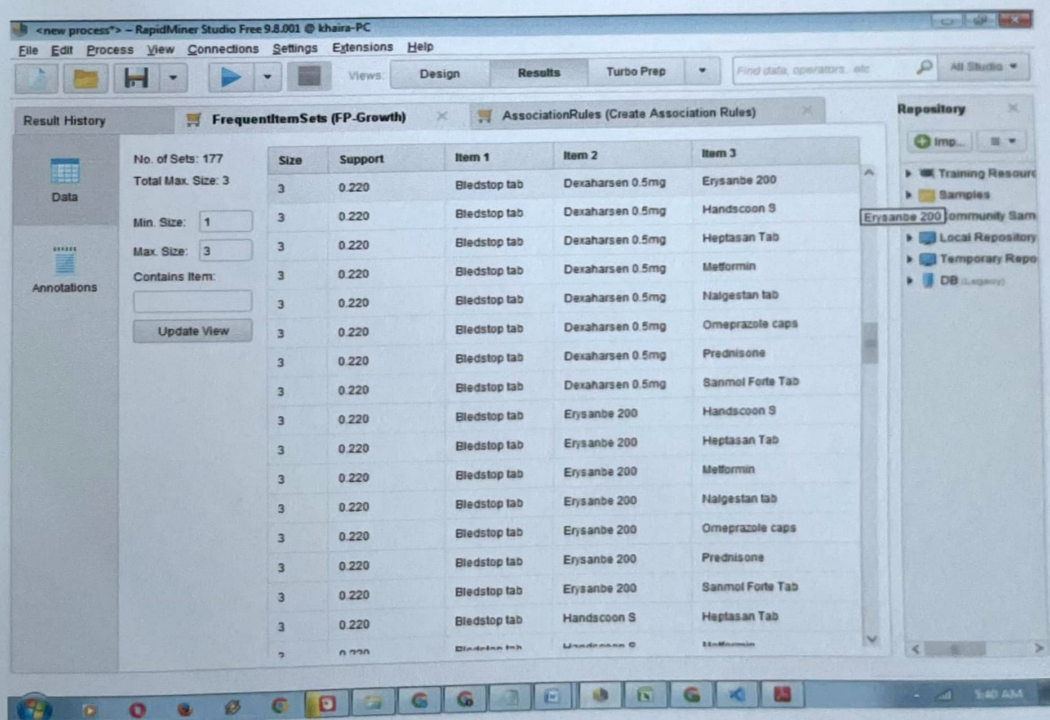 <new process*> – RapidMiner Studio Free 9.8.001 @ khaira-PC
File Edit Process View Connections Settings Extensions Help
Views: Design Results Turbo Prep Find data, operators...etc All Studio
Result History FrequentItemSets (FP-Growth) AssociationRules (Create Association Rules) Repository
Imp...
Data
Annotations
No. of Sets: 177
Total Max. Size: 3
Min. Size: 1
Max. Size: 3
Contains Item:
Update View
Size Support Item 1 Item 2 Item 3
3 0.220 Bledstop tab Dexaharsen 0.5mg Erysanbe 200
3 0.220 Bledstop tab Dexaharsen 0.5mg Handscoon S
3 0.220 Bledstop tab Dexaharsen 0.5mg Heptasan Tab
3 0.220 Bledstop tab Dexaharsen 0.5mg Metformin
3 0.220 Bledstop tab Dexaharsen 0.5mg Nalgestan tab
3 0.220 Bledstop tab Dexaharsen 0.5mg Omeprazole caps
3 0.220 Bledstop tab Dexaharsen 0.5mg Prednisone
3 0.220 Bledstop tab Dexaharsen 0.5mg Sanmol Forte Tab
3 0.220 Bledstop tab Erysanbe 200 Handscoon S
3 0.220 Bledstop tab Erysanbe 200 Heptasan Tab
3 0.220 Bledstop tab Erysanbe 200 Metformin
3 0.220 Bledstop tab Erysanbe 200 Nalgestan tab
3 0.220 Bledstop tab Erysanbe 200 Omeprazole caps
3 0.220 Bledstop tab Erysanbe 200 Prednisone
3 0.220 Bledstop tab Erysanbe 200 Sanmol Forte Tab
3 0.220 Bledstop tab Handscoon S Heptasan Tab
Training Resourc
Samples
Erysanbe 200 ommunity Sam
Local Repository
Temporary Repo
DB (Legacy)
5:40 AM